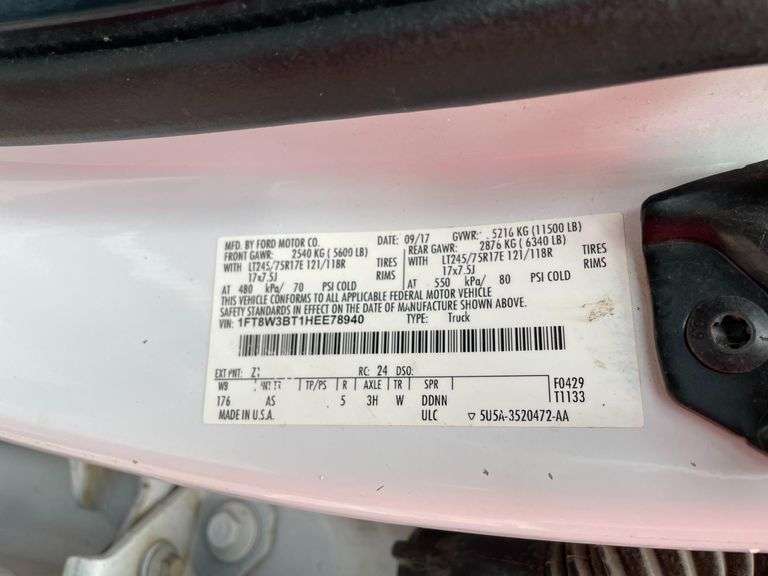 MFD. BY FORD MOTOR CO. DATE: 09/17 GVWR: 5216 KG (11500 LB)
FRONT GAWR: 2540 KG (5600 LB) REAR GAWR: 2876 KG (6340 LB)
WITH LT245/75R17E 121/118R TIRES WITH LT245/75R17E 121/118R TIRES
17x7.5J RIMS 17x7.5J RIMS
AT 480 kPa/ 70 PSI COLD AT 550 kPa/ 80 PSI COLD
THIS VEHICLE CONFORMS TO ALL APPLICABLE FEDERAL MOTOR VEHICLE
SAFETY STANDARDS IN EFFECT ON THE DATE OF MANUFACTURE SHOWN ABOVE.
VIN: 1FT8W3BT1HEE78940 TYPE: Truck
EXT PNT: Z1 RC: 24 DSO:
WB TP/PS R AXLE TR SPR F0429
176 AS 5 3H W DDNN T1133
MADE IN U.S.A. ULC ▽ 5U5A-3520472-AA